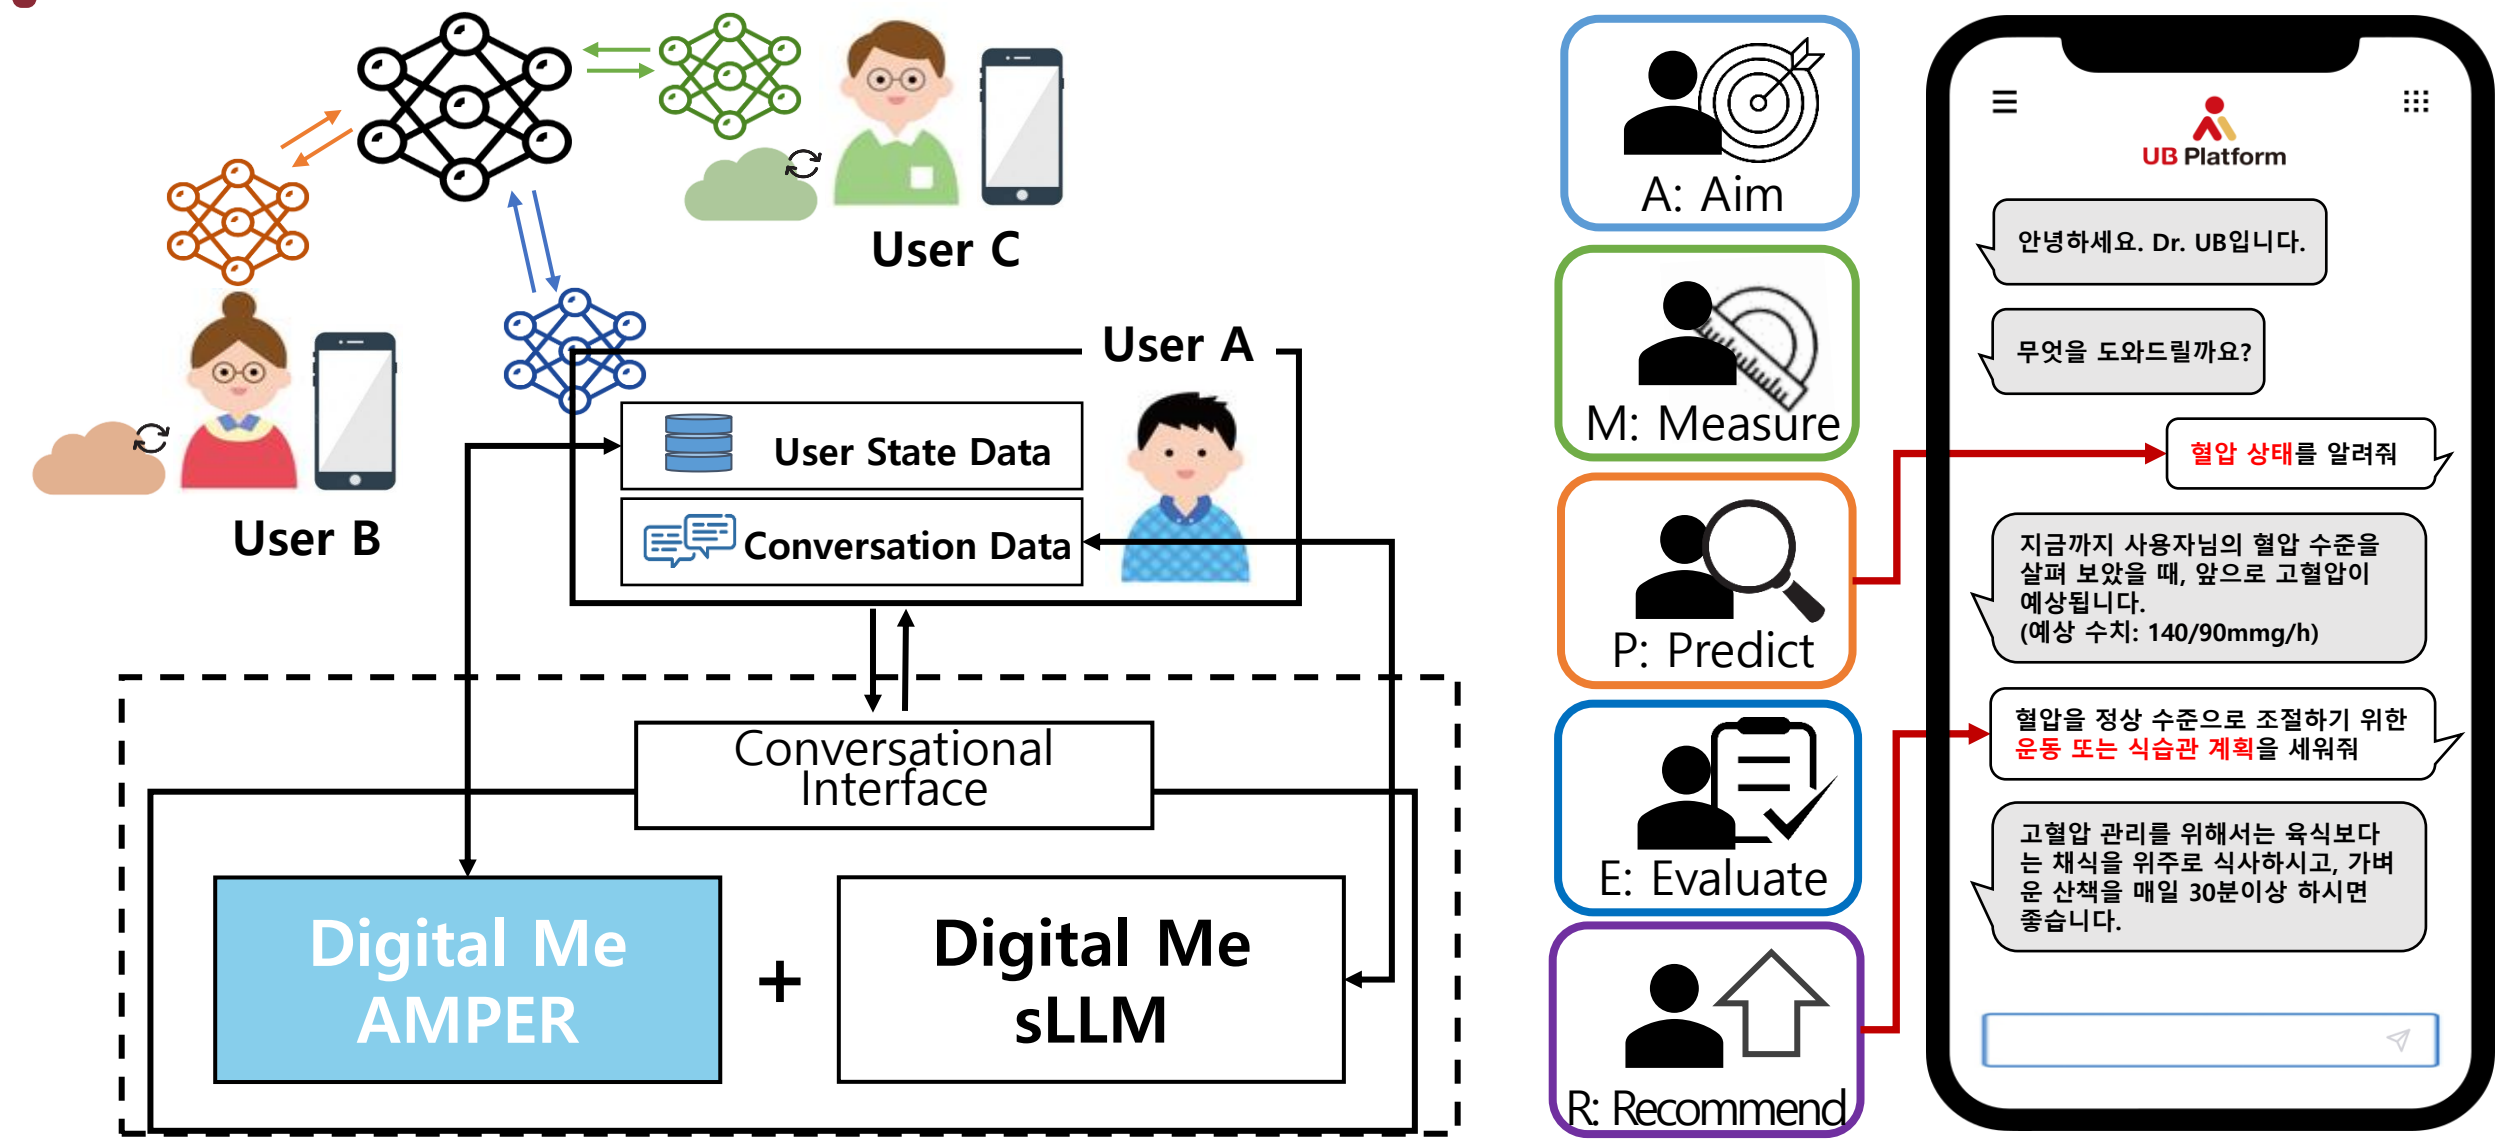 User C
User B
User A
User State Data
Conversation Data
Conversational
Interface
Digital Me
AMPER
+
Digital Me
sLLM
A: Aim
M: Measure
P: Predict
E: Evaluate
R: Recommend
UB Platform
안녕하세요. Dr. UB입니다.
무엇을 도와드릴까요?
혈압 상태를 알려줘
지금까지 사용자님의 혈압 수준을
살펴 보았을 때, 앞으로 고혈압이
예상됩니다.
(예상 수치: 140/90mmg/h)
혈압을 정상 수준으로 조절하기 위한
운동 또는 식습관 계획을 세워줘
고혈압 관리를 위해서는 육식보다
는 채식을 위주로 식사하시고, 가벼
운 산책을 매일 30분이상 하시면
좋습니다.